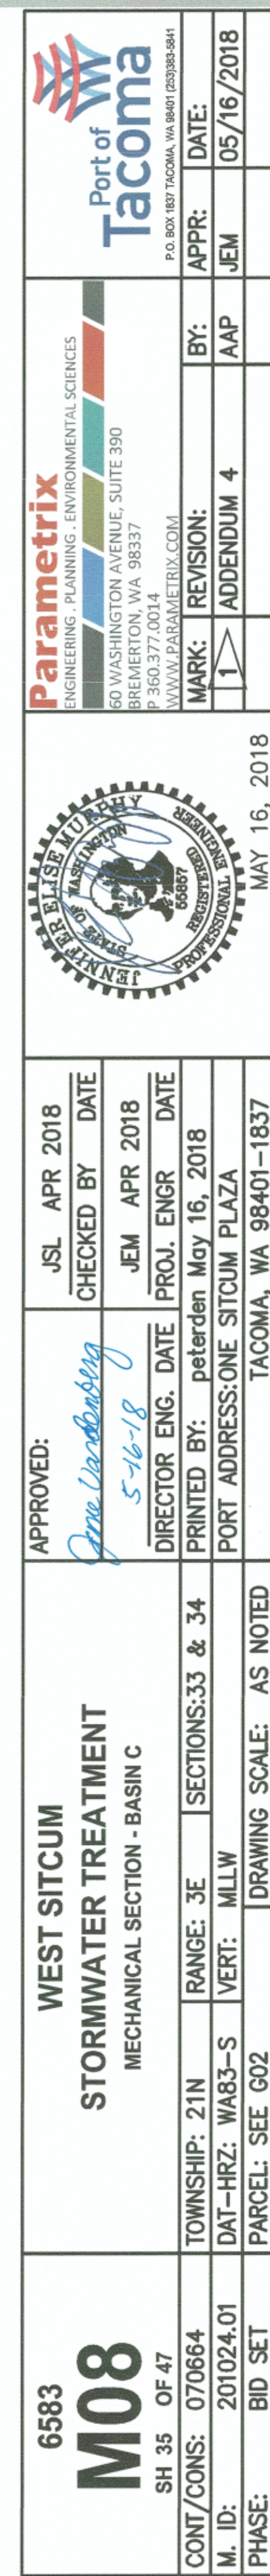 Port of
Tacoma
P.O. BOX 1837 TACOMA, WA 98401 (253)383-5841
Parametrix
ENGINEERING . PLANNING . ENVIRONMENTAL SCIENCES
60 WASHINGTON AVENUE, SUITE 390
BREMERTON, WA 98337
P 360.377.0014
WWW.PARAMETRIX.COM
MARK: REVISION: BY: APPR: DATE:
1 ADDENDUM 4 AAP JEM 05/16/2018
JENNIFER ELISE MURPHY
STATE OF WASHINGTON
55867
REGISTERED
PROFESSIONAL ENGINEER
MAY 16, 2018
APPROVED:
5-16-18
DIRECTOR ENG. DATE
JSL APR 2018
CHECKED BY DATE
JEM APR 2018
PROJ. ENGR DATE
PRINTED BY: peterden May 16, 2018
PORT ADDRESS:ONE SITCUM PLAZA
TACOMA, WA 98401-1837
WEST SITCUM
STORMWATER TREATMENT
MECHANICAL SECTION - BASIN C
TOWNSHIP: 21N RANGE: 3E SECTIONS:33 & 34
DAT-HRZ: WA83-S VERT: MLLW
PARCEL: SEE G02 DRAWING SCALE: AS NOTED
6583
M08
SH 35 OF 47
CONT/CONS: 070664
M. ID: 201024.01
PHASE: BID SET